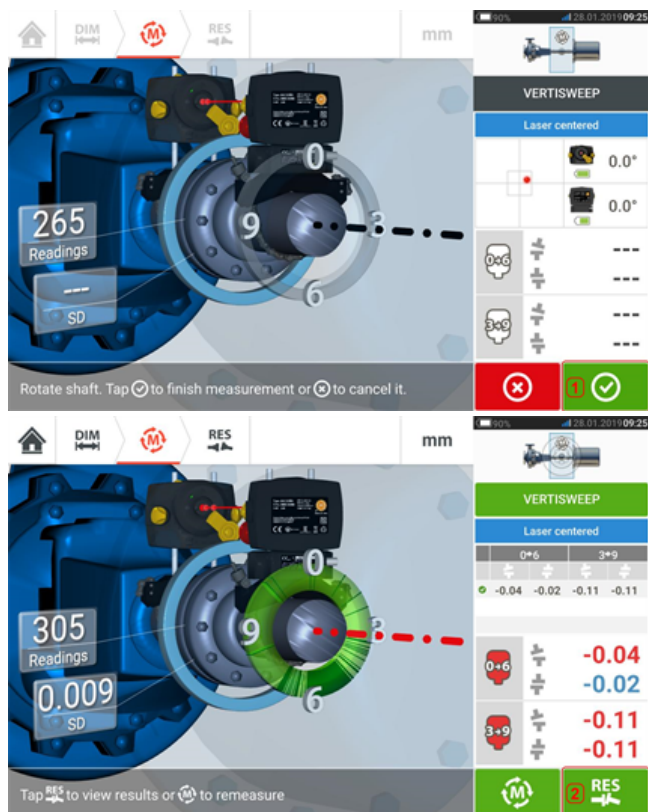 DIM
M
RES
mm
90%
28.01.2019 09:25
VERTISWEEP
Laser centered
0.0°
0.0°
0
9
3
6
265
Readings
---
SD
0+6
---
---
3+9
---
---
Rotate shaft. Tap to finish measurement or to cancel it.
1
DIM
M
RES
mm
90%
28.01.2019 09:25
VERTISWEEP
Laser centered
0+6 3+9
-0.04 -0.02 -0.11 -0.11
0
9
3
6
305
Readings
0.009
SD
0+6
-0.04
-0.02
3+9
-0.11
-0.11
Tap RES to view results or M to remeasure
M
2 RES